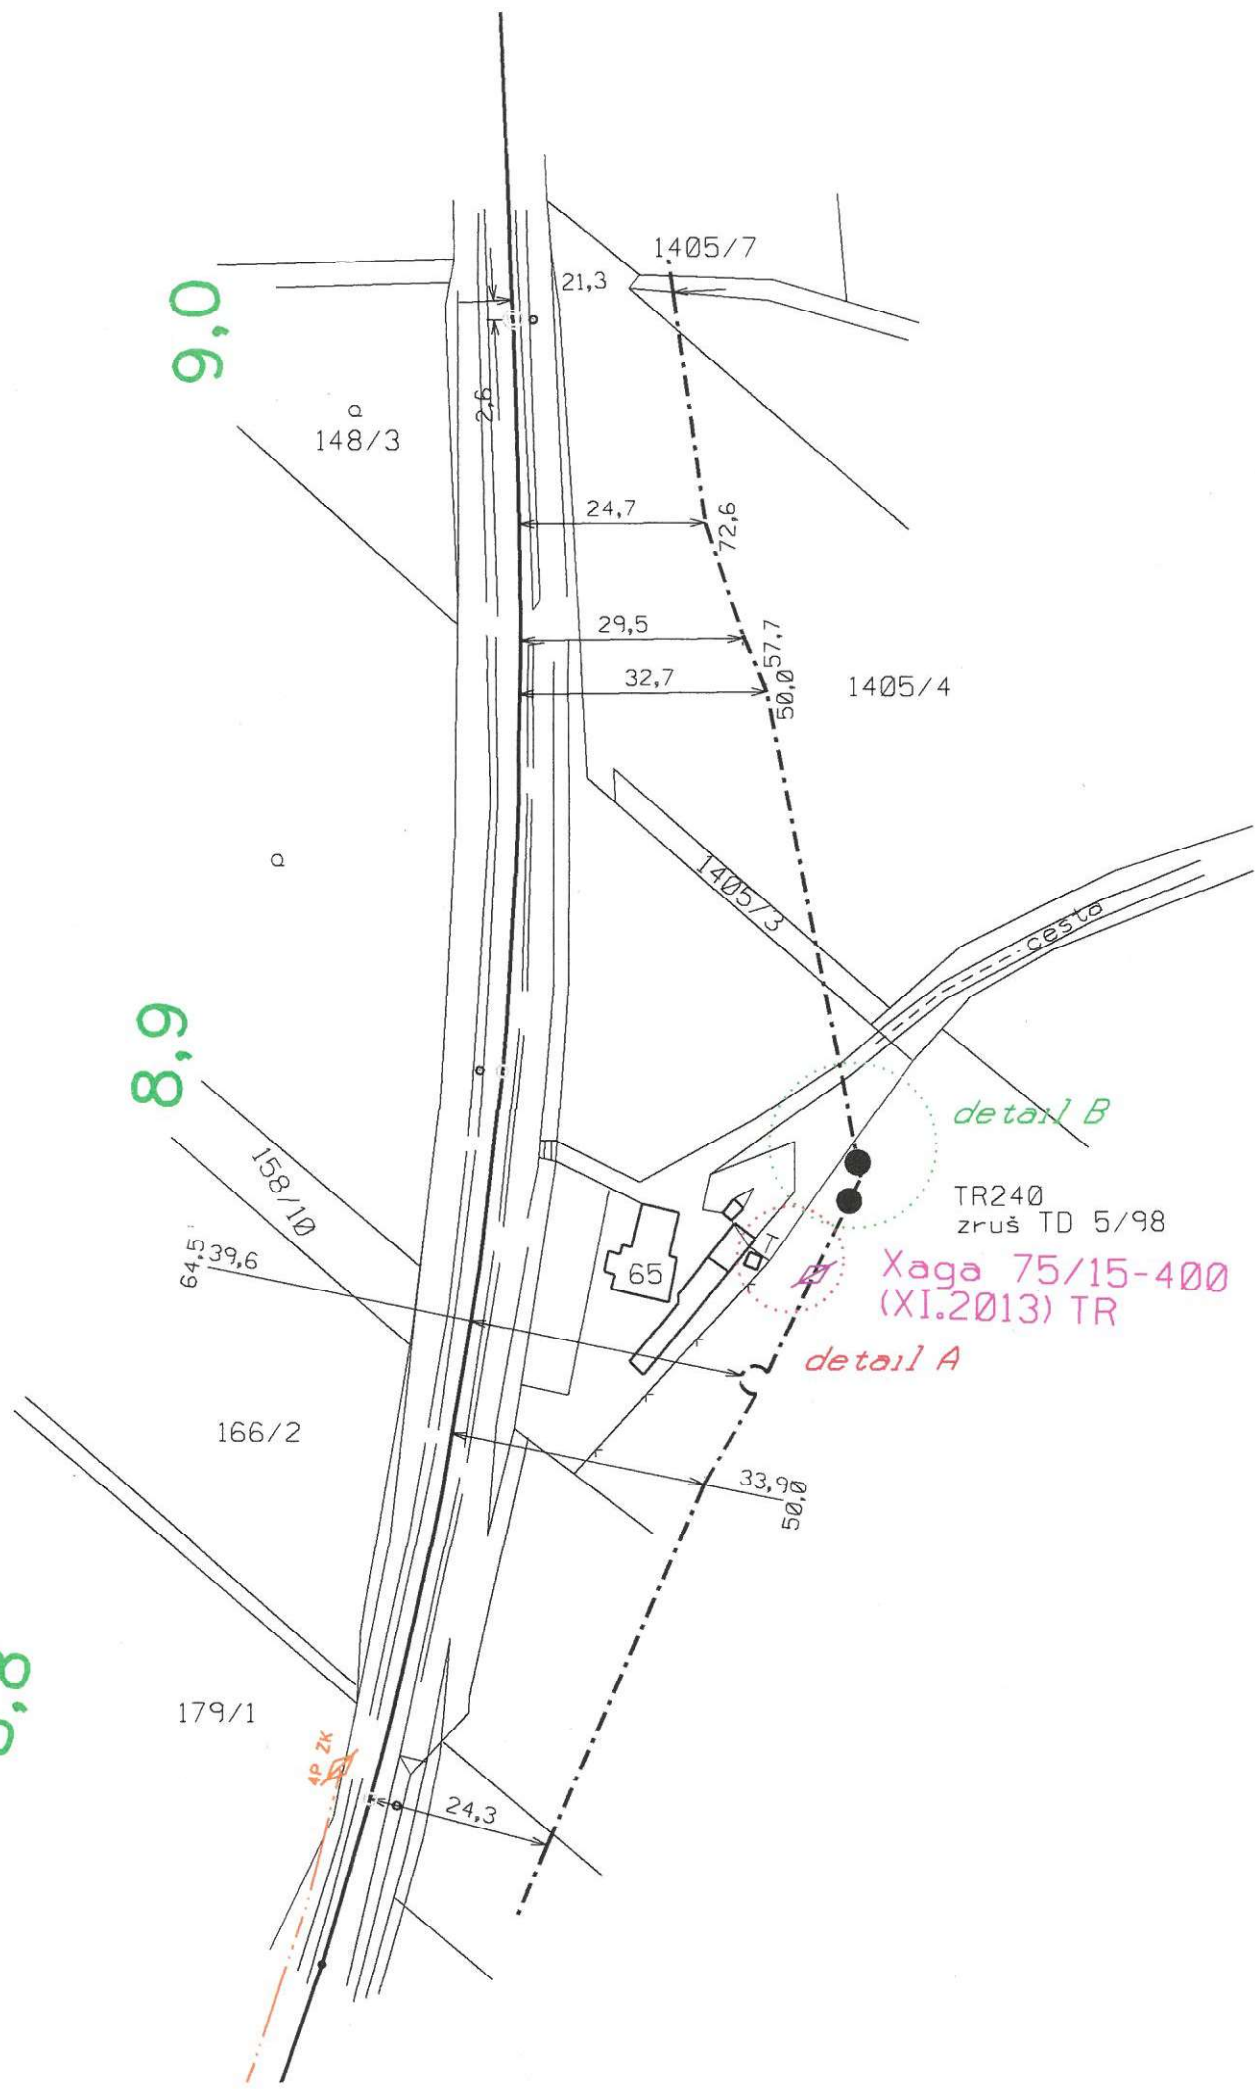 1405/7
21,3
9,0
2,6
148/3
24,7
72,6
29,5
57,7
32,7
50,0
1405/4
1405/3
cesta
8,9
detail B
158/10
TR240
zruš TD 5/98
64,5
39,6
65
T
Xaga 75/15-400
(XI.2013) TR
detail A
166/2
33,90
50,0
179/1
4P ZK
24,3